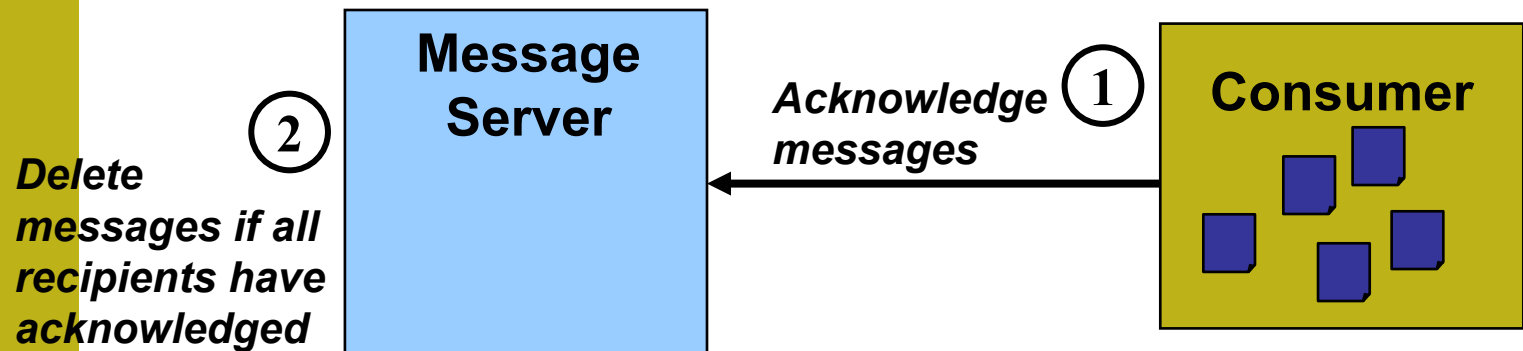 Message
Server
2
Delete
messages if all
recipients have
acknowledged
Acknowledge
messages
1
Consumer